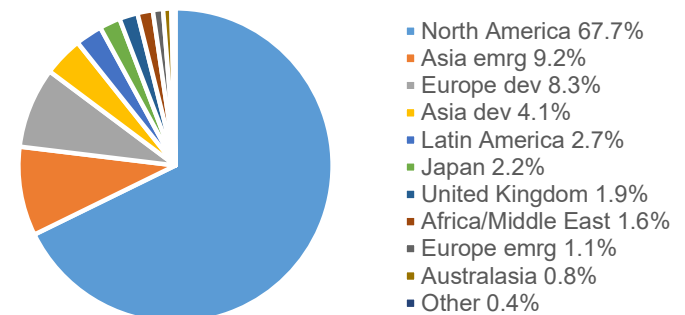 North America 67.7%
Asia emrg 9.2%
Europe dev 8.3%
Asia dev 4.1%
Latin America 2.7%
Japan 2.2%
United Kingdom 1.9%
Africa/Middle East 1.6%
Europe emrg 1.1%
Australasia 0.8%
Other 0.4%